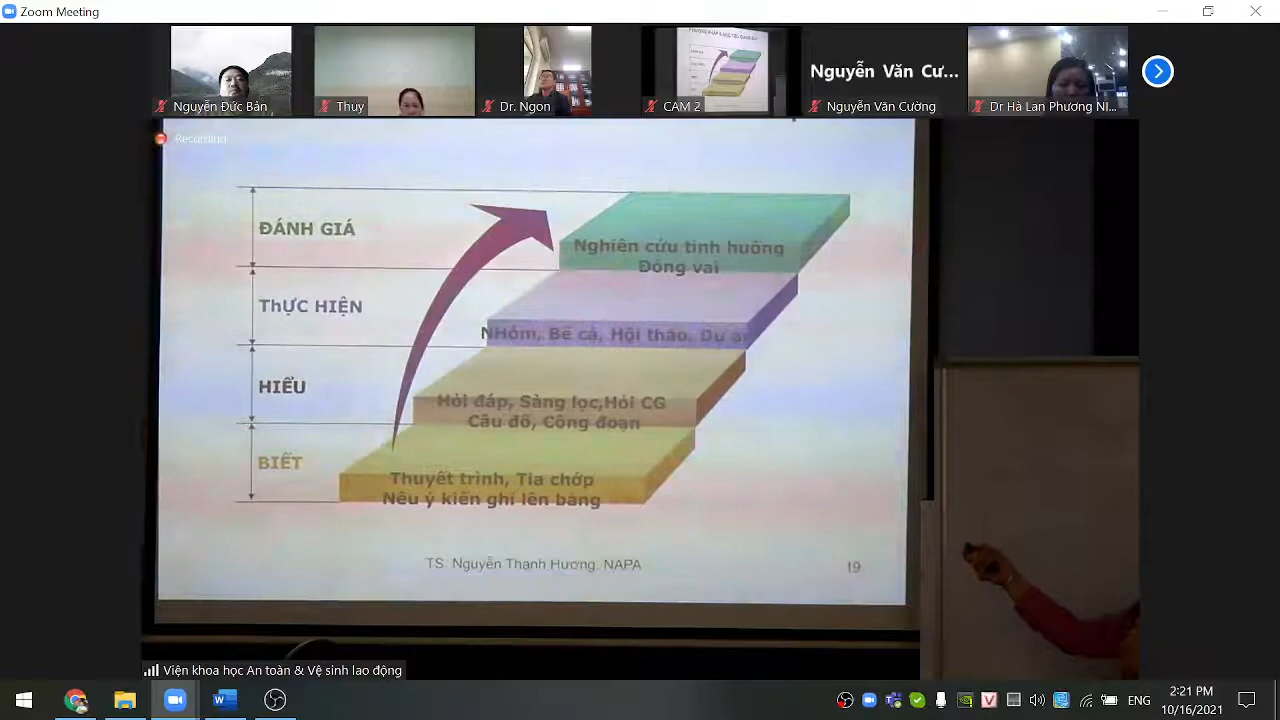 Zoom Meeting
Nguyễn Đức Bản
Thuy
Dr. Ngon
CAM 2
Nguyễn Văn Cư...
Nguyễn Văn Cường
Dr Hà Lan Phương NI...
Recording
ĐÁNH GIÁ
Nghiên cứu tình huống
Đóng vai
ThỰC HIỆN
NHóm, Bể cá, Hội thảo, Dự án
HIỂU
Hỏi đáp, Sàng lọc,Hỏi CG
Câu đố, Công đoạn
BIẾT
Thuyết trình, Tia chớp
Nêu ý kiến ghi lên bảng
TS. Nguyễn Thanh Hương. NAPA
19
Viện khoa học An toàn & Vệ sinh lao động
ENG
2:21 PM
10/16/2021